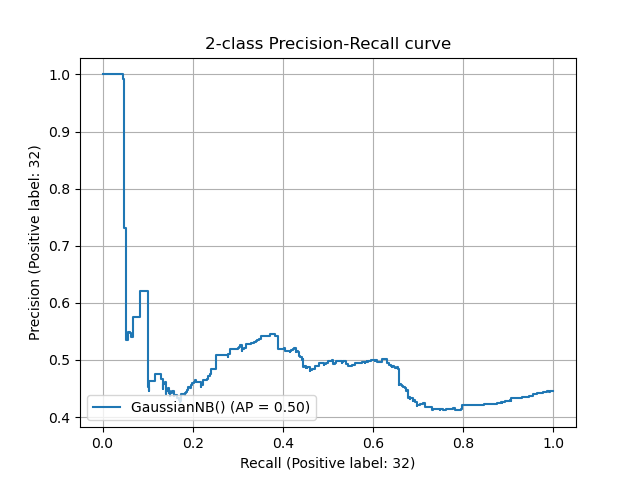 2-class Precision-Recall curve
Precision (Positive label: 32)
1.0
0.9
0.8
0.7
0.6
0.5
0.4
GaussianNB() (AP = 0.50)
0.0 0.2 0.4 0.6 0.8 1.0
Recall (Positive label: 32)